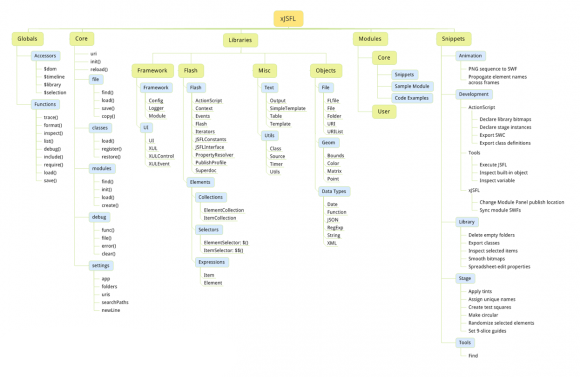 xJSFL
Globals
Accessors
$dom
$timeline
$library
$selection
Functions
trace()
format()
inspect()
list()
debug()
include()
require()
load()
save()
Core
uri
init()
reload()
file
find()
load()
save()
copy()
classes
load()
register()
restore()
modules
find()
init()
load()
create()
debug
func()
file()
error()
clear()
settings
app
folders
urls
searchPaths
newLine
Libraries
Framework
Framework
Config
Logger
Module
UI
UI
XUL
XULControl
XULEvent
Flash
Flash
ActionScript
Context
Events
Flash
Iterators
JSFLConstants
JSFLInterface
PropertyResolver
PublishProfile
Superdoc
Elements
Collections
ElementCollection
ItemCollection
Selectors
ElementSelector: $()
ItemSelector: $$()
Expressions
Item
Element
Misc
Text
Output
SimpleTemplate
Table
Template
Utils
Class
Source
Timer
Utils
Objects
File
FLfile
File
Folder
URI
URIList
Geom
Bounds
Color
Matrix
Point
Data Types
Date
Function
JSON
RegExp
String
XML
Modules
Core
Snippets
Sample Module
Code Examples
User
Snippets
Animation
PNG sequence to SWF
Propogate element names
across frames
Development
ActionScript
Declare library bitmaps
Declare stage instances
Export SWC
Export class definitions
Tools
Execute JSFL
Inspect built-in object
Inspect variable
xJSFL
Change Module Panel publish location
Sync module SWFs
Library
Delete empty folders
Export classes
Inspect selected items
Smooth bitmaps
Spreadsheet-edit properties
Stage
Apply tints
Assign unique names
Create test squares
Make circular
Randomise selected elements
Set 9-slice guides
Tools
Find